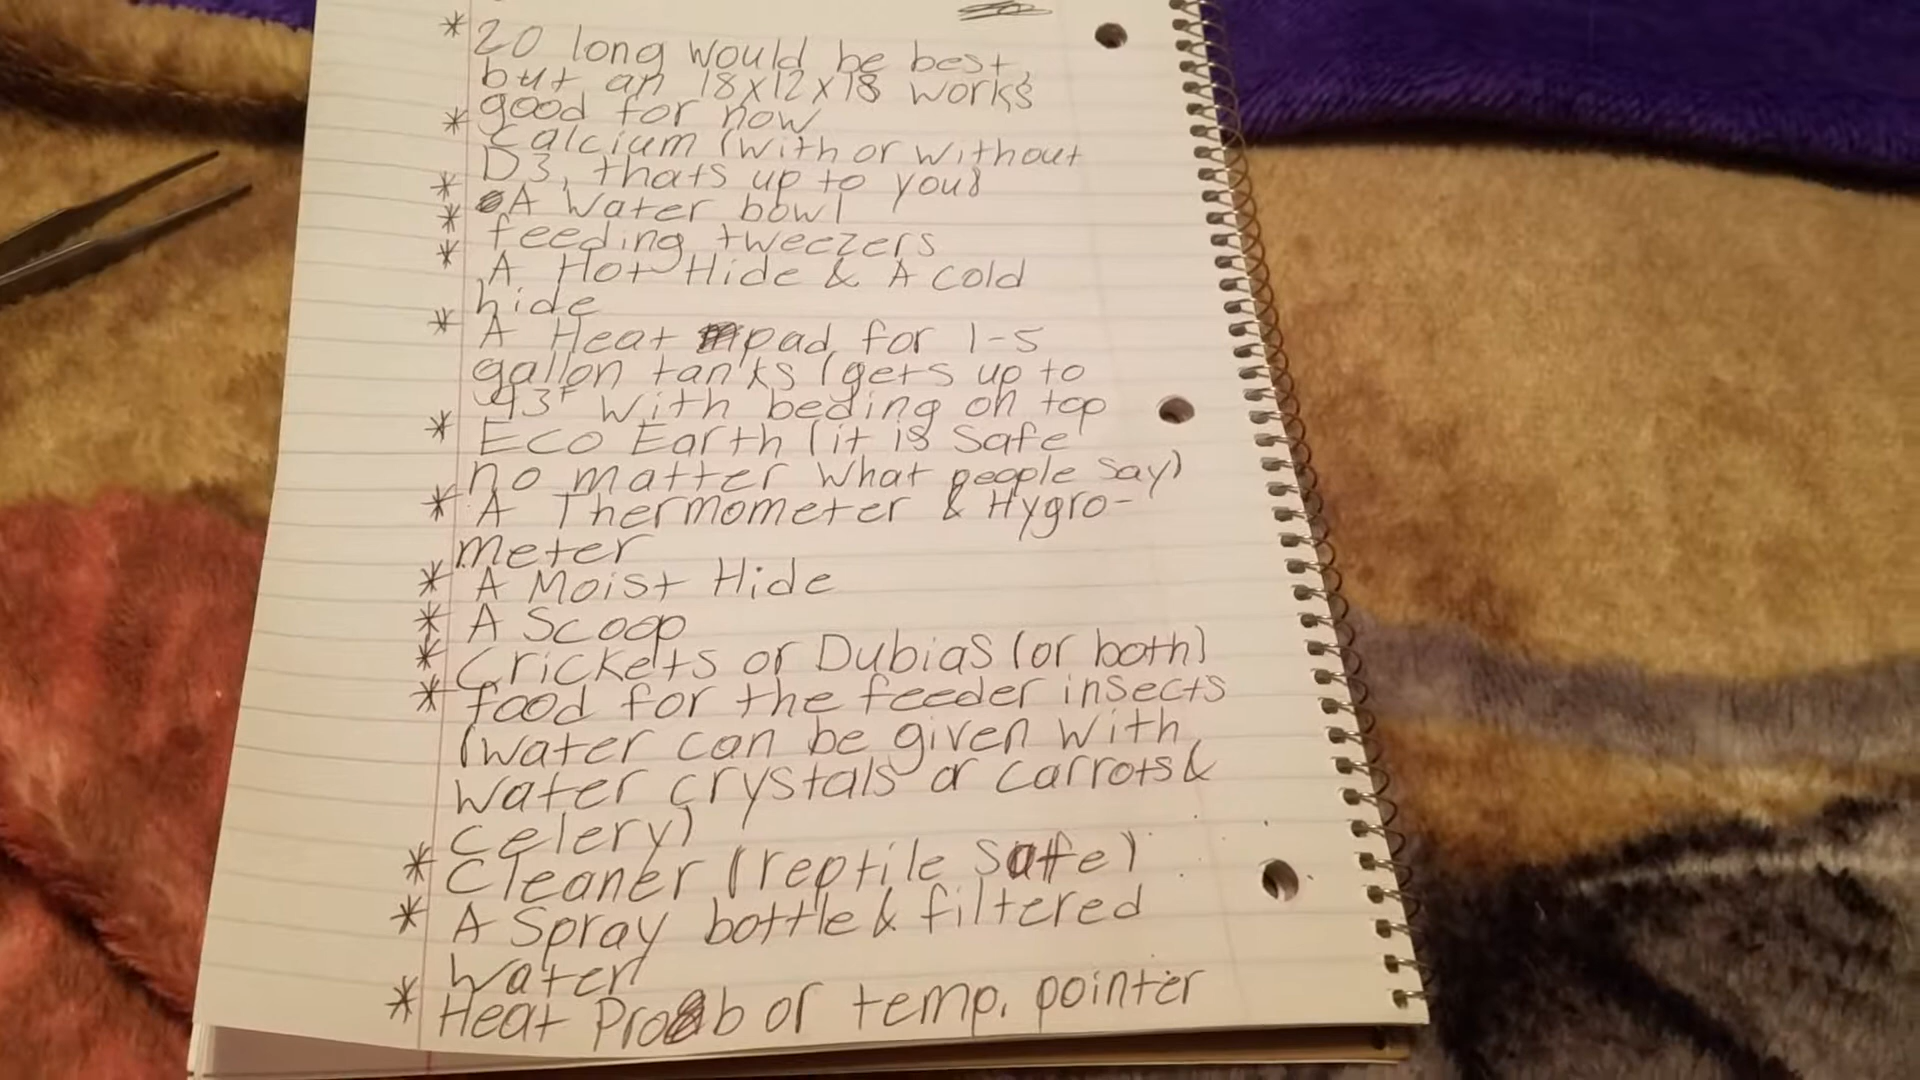 * 20 long would be best,
but an 18x12x18 works
good for now
* Calcium (with or without
D3, thats up to you)
* A Water bowl
* feeding tweezers
* A Hot Hide & A cold
hide
* A Heat pad, for 1-5
gallon tanks (gets up to
93° with beding on top
* Eco Earth (it is safe
no matter what people say)
* A Thermometer & Hygro-
meter
* A Moist Hide
* A Scoop
* Crickets or Dubias (or both)
* food for the feeder insects
(water can be given with
water crystals or carrots &
celery)
* Cleaner (reptile safe)
* A Spray bottle & filtered
water
* Heat Prob or temp. pointer